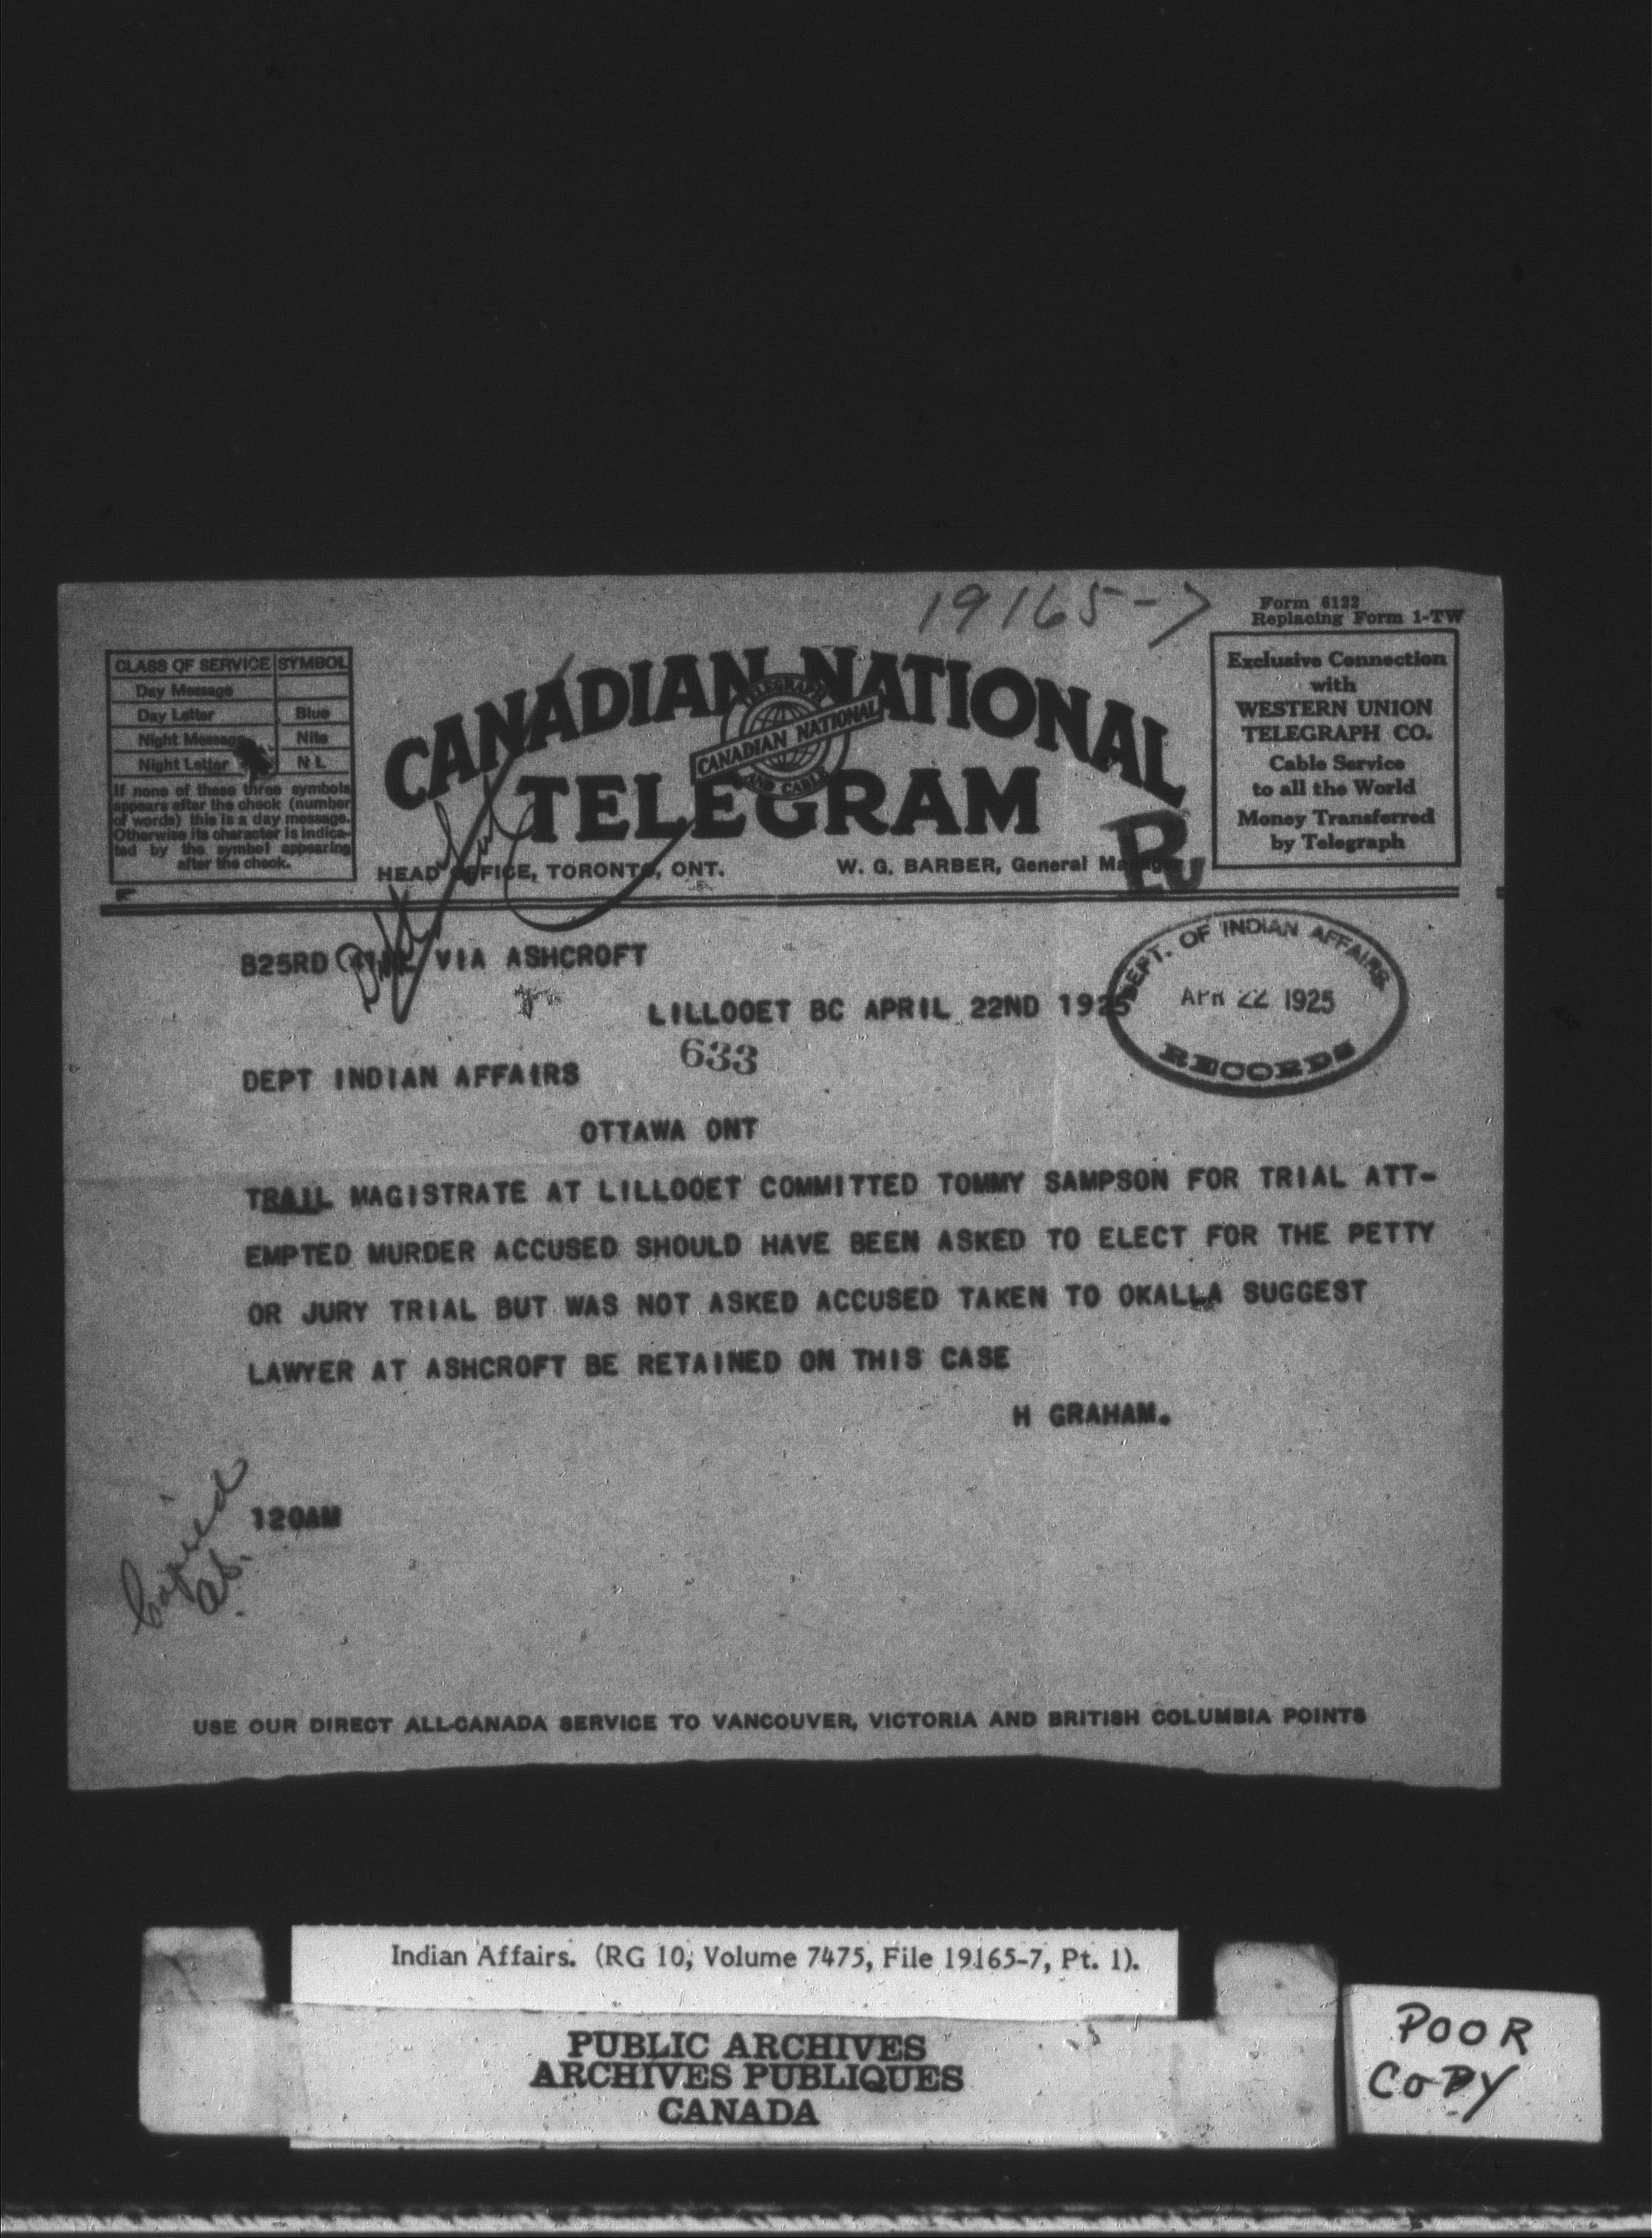 19165-7
Form 6122
Replacing Form 1-TW
CLASS OF SERVICE SYMBOL
Day Message
Day Letter Blue
Night Message Nite
Night Letter N L
If none of these three symbols
appears after the check (number
of words) this is a day message.
Otherwise its character is indica-
ted by the symbol appearing
after the check.
CANADIAN NATIONAL
TELEGRAPH
CANADIAN NATIONAL
AND CABLE
TELEGRAM
HEAD OFFICE, TORONTO, ONT.
W. G. BARBER, General Manager
Exclusive Connection
with
WESTERN UNION
TELEGRAPH CO.
Cable Service
to all the World
Money Transferred
by Telegraph
B25RD VIA ASHCROFT
LILLOOET BC APRIL 22ND 1925
DEPT. OF INDIAN AFFAIRS
APR 22 1925
RECORDS
633
DEPT INDIAN AFFAIRS
OTTAWA ONT
TRAIL MAGISTRATE AT LILLOOET COMMITTED TOMMY SAMPSON FOR TRIAL ATT-
EMPTED MURDER ACCUSED SHOULD HAVE BEEN ASKED TO ELECT FOR THE PETTY
OR JURY TRIAL BUT WAS NOT ASKED ACCUSED TAKEN TO OKALLA SUGGEST
LAWYER AT ASHCROFT BE RETAINED ON THIS CASE
H GRAHAM.
120AM
Copied
USE OUR DIRECT ALL-CANADA SERVICE TO VANCOUVER, VICTORIA AND BRITISH COLUMBIA POINTS
Indian Affairs. (RG 10, Volume 7475, File 19165-7, Pt. 1).
PUBLIC ARCHIVES
ARCHIVES PUBLIQUES
CANADA
POOR
COPY